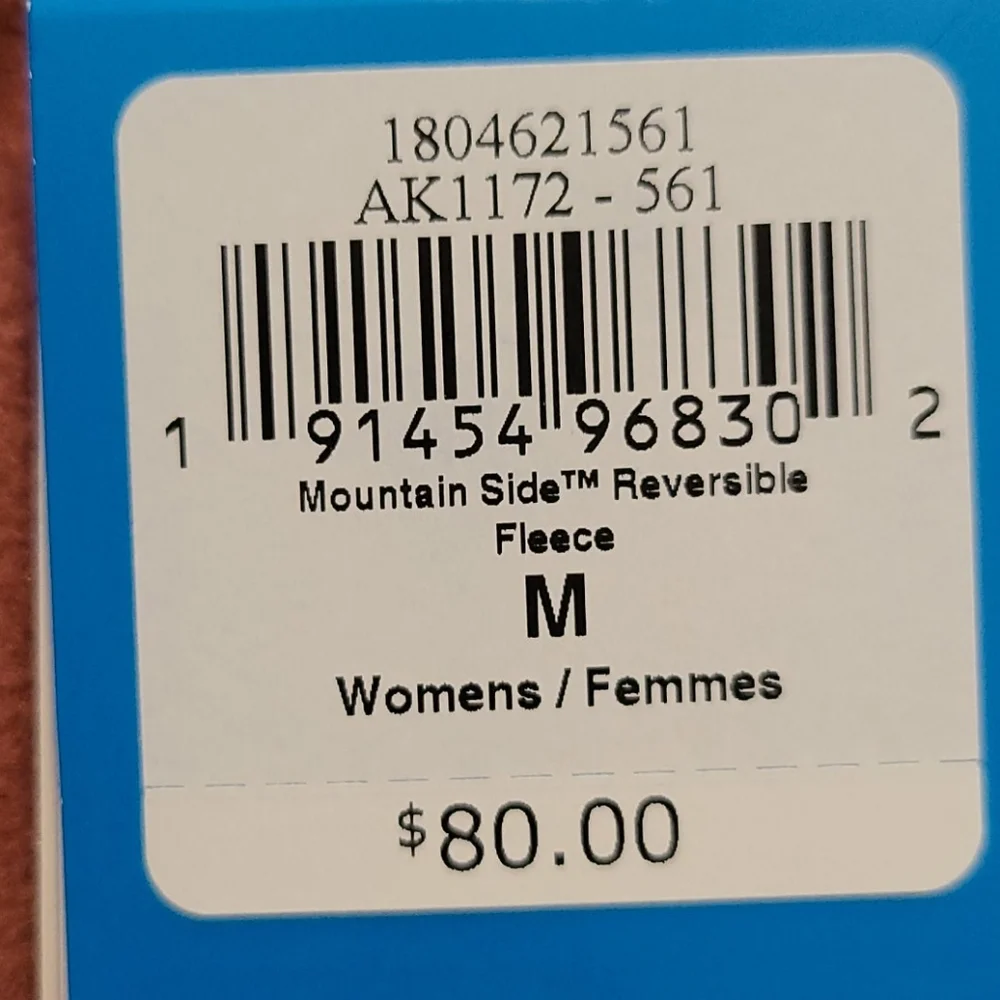 1804621561
AK1172 - 561
1 91454 96830 2
Mountain Side™ Reversible
Fleece
M
Womens / Femmes
$80.00